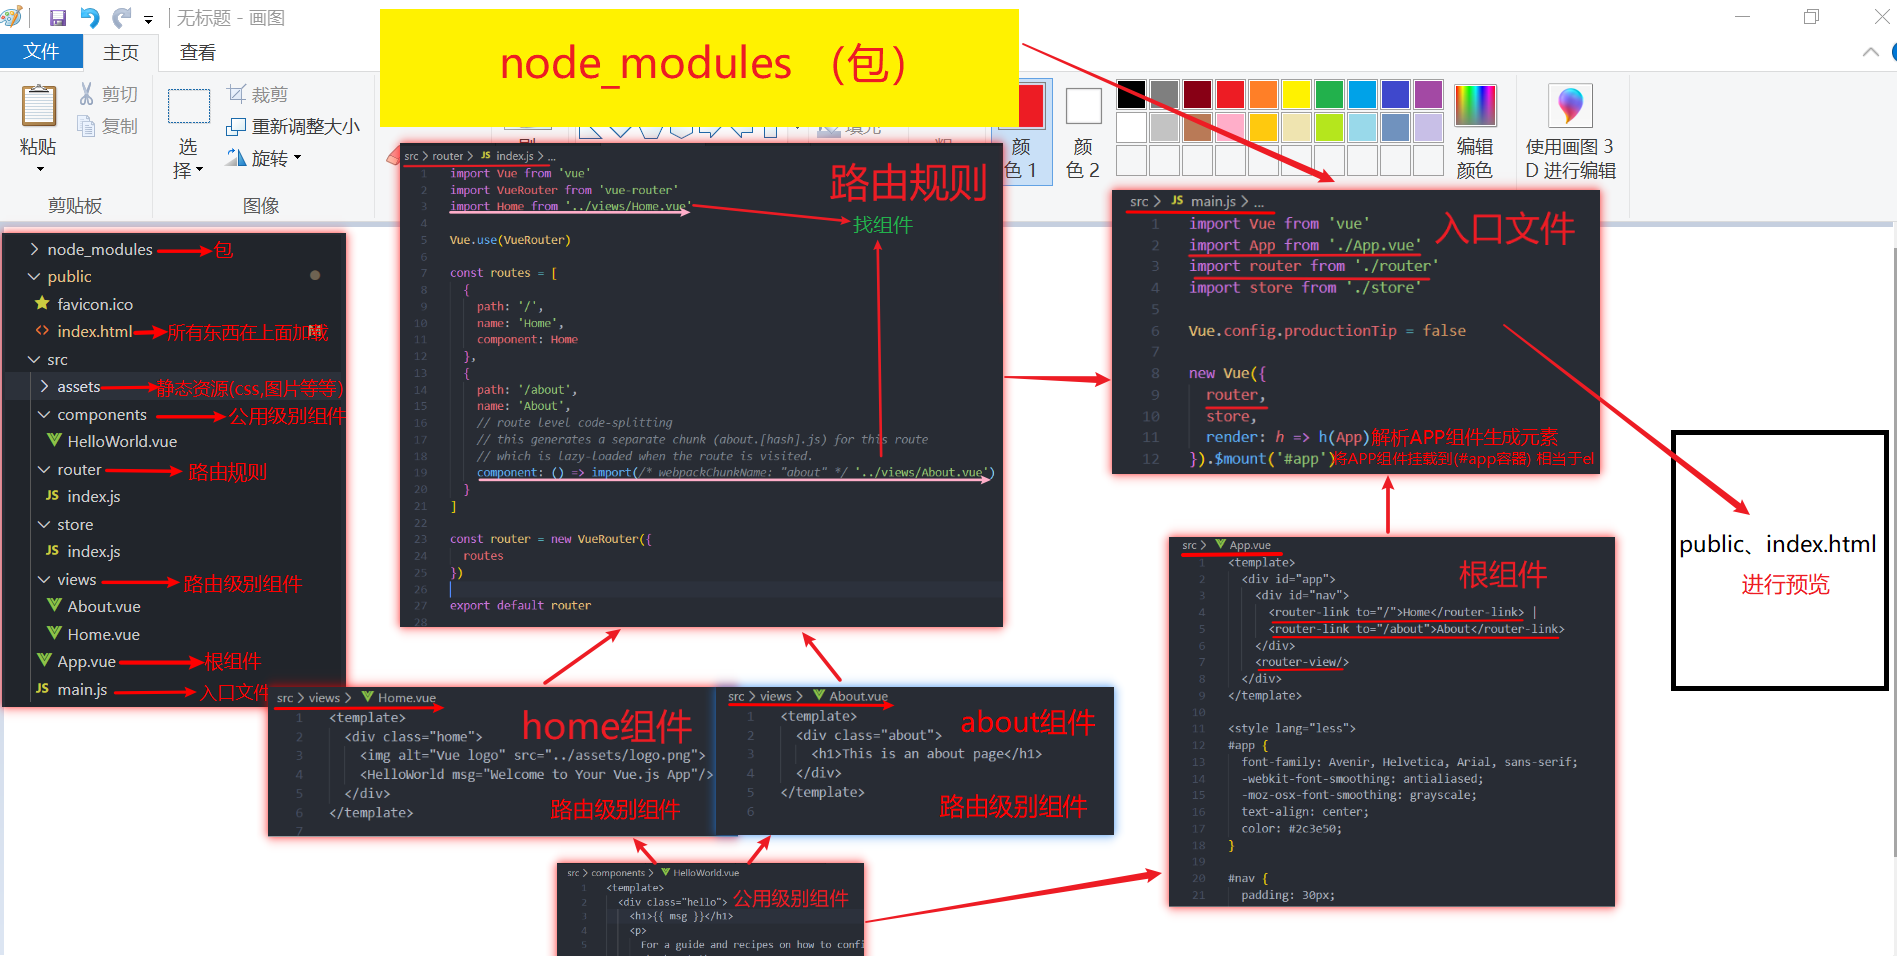 无标题 - 画图
文件
主页
查看
粘贴
剪切
复制
剪贴板
选
择
裁剪
重新调整大小
旋转
图像
填充
颜
色 1
颜
色 2
编辑
颜色
使用画图 3
D 进行编辑
node_modules （包）
node_modules
包
public
favicon.ico
index.html
所有东西在上面加载
src
assets
静态资源(css,图片等等)
components
公用级别组件
HelloWorld.vue
router
路由规则
JS index.js
store
JS index.js
views
路由级别组件
About.vue
Home.vue
App.vue
根组件
JS main.js
入口文件
src > router > JS index.js > ...
路由规则
找组件
1 import Vue from 'vue'
2 import VueRouter from 'vue-router'
3 import Home from '../views/Home.vue'
4
5 Vue.use(VueRouter)
6
7 const routes = [
8 {
9 path: '/',
10 name: 'Home',
11 component: Home
12 },
13 {
14 path: '/about',
15 name: 'About',
16 // route level code-splitting
17 // this generates a separate chunk (about.[hash].js) for this route
18 // which is lazy-loaded when the route is visited.
19 component: () => import(/* webpackChunkName: "about" */ '../views/About.vue')
20 }
21 ]
22
23 const router = new VueRouter({
24 routes
25 })
26
27 export default router
28
src > JS main.js > ...
入口文件
1 import Vue from 'vue'
2 import App from './App.vue'
3 import router from './router'
4 import store from './store'
5
6 Vue.config.productionTip = false
7
8 new Vue({
9 router,
10 store,
11 render: h => h(App) 解析APP组件生成元素
12 }).$mount('#app') 将APP组件挂载到(#app容器) 相当于el
public、index.html
进行预览
src > views > Home.vue
home组件
1 <template>
2 <div class="home">
3 <img alt="Vue logo" src="../assets/logo.png">
4 <HelloWorld msg="Welcome to Your Vue.js App"/>
5 </div>
6 </template>
7
路由级别组件
src > views > About.vue
about组件
1 <template>
2 <div class="about">
3 <h1>This is an about page</h1>
4 </div>
5 </template>
6
路由级别组件
src > App.vue
根组件
1 <template>
2 <div id="app">
3 <div id="nav">
4 <router-link to="/">Home</router-link> |
5 <router-link to="/about">About</router-link>
6 </div>
7 <router-view/>
8 </div>
9 </template>
10
11 <style lang="less">
12 #app {
13 font-family: Avenir, Helvetica, Arial, sans-serif;
14 -webkit-font-smoothing: antialiased;
15 -moz-osx-font-smoothing: grayscale;
16 text-align: center;
17 color: #2c3e50;
18 }
19
20 #nav {
21 padding: 30px;
src > components > HelloWorld.vue
公用级别组件
1 <template>
2 <div class="hello">
3 <h1>{{ msg }}</h1>
4 <p>
5 For a guide and recipes on how to confi